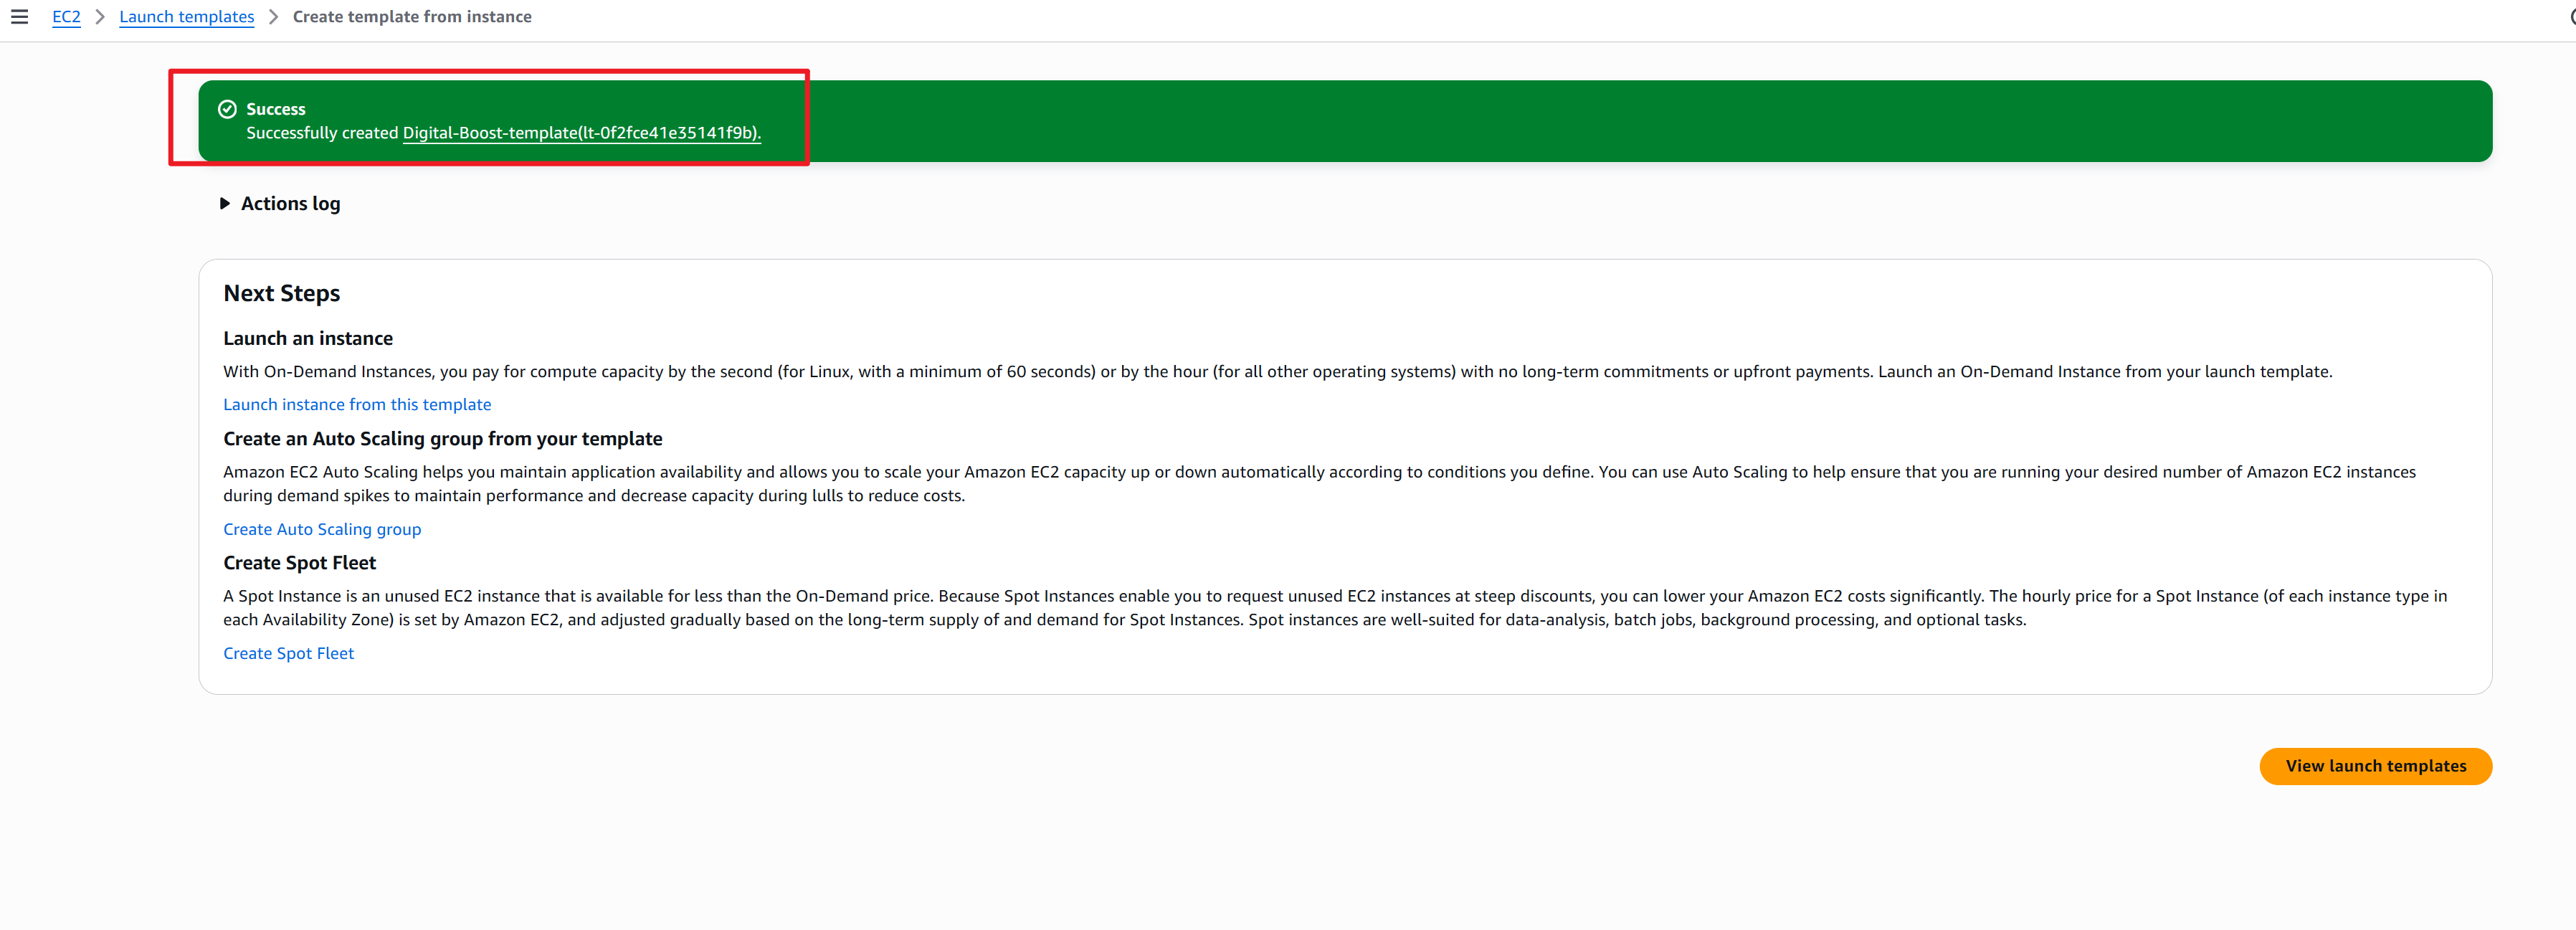 EC2 > Launch templates > Create template from instance
Success
Successfully created Digital-Boost-template(lt-0f2fce41e35141f9b).
Actions log
Next Steps
Launch an instance
With On-Demand Instances, you pay for compute capacity by the second (for Linux, with a minimum of 60 seconds) or by the hour (for all other operating systems) with no long-term commitments or upfront payments. Launch an On-Demand Instance from your launch template.
Launch instance from this template
Create an Auto Scaling group from your template
Amazon EC2 Auto Scaling helps you maintain application availability and allows you to scale your Amazon EC2 capacity up or down automatically according to conditions you define. You can use Auto Scaling to help ensure that you are running your desired number of Amazon EC2 instances
during demand spikes to maintain performance and decrease capacity during lulls to reduce costs.
Create Auto Scaling group
Create Spot Fleet
A Spot Instance is an unused EC2 instance that is available for less than the On-Demand price. Because Spot Instances enable you to request unused EC2 instances at steep discounts, you can lower your Amazon EC2 costs significantly. The hourly price for a Spot Instance (of each instance type in
each Availability Zone) is set by Amazon EC2, and adjusted gradually based on the long-term supply of and demand for Spot Instances. Spot instances are well-suited for data-analysis, batch jobs, background processing, and optional tasks.
Create Spot Fleet
View launch templates